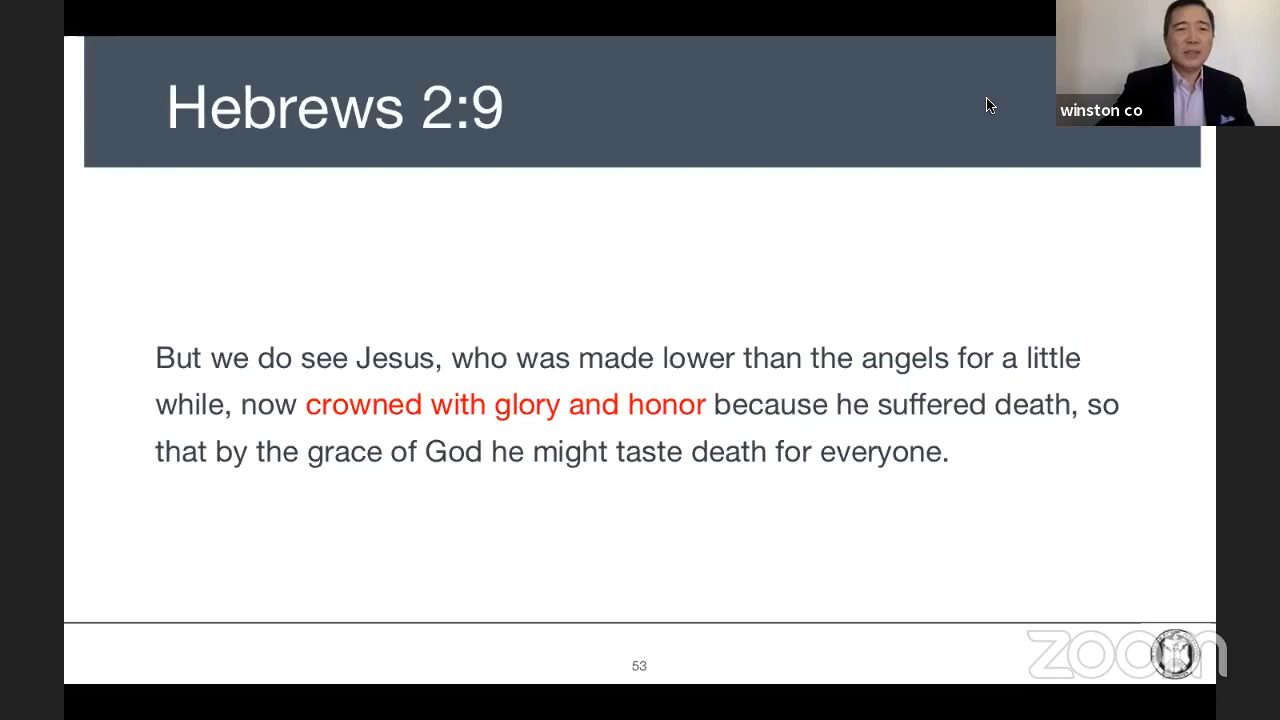 Hebrews 2:9
winston co
But we do see Jesus, who was made lower than the angels for a little
while, now crowned with glory and honor because he suffered death, so
that by the grace of God he might taste death for everyone.
53
zoom